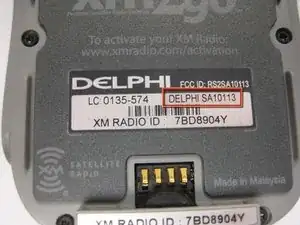 xm2go
To activate your XM Radio:
www.xmradio.com/activation
DELPHI FCC ID: RS2SA10113
LC: 0135-574 DELPHI SA10113
XM RADIO ID : 7BD8904Y
SATELLITE
RADIO
Made in Malaysia
XM RADIO ID : 7BD8904Y